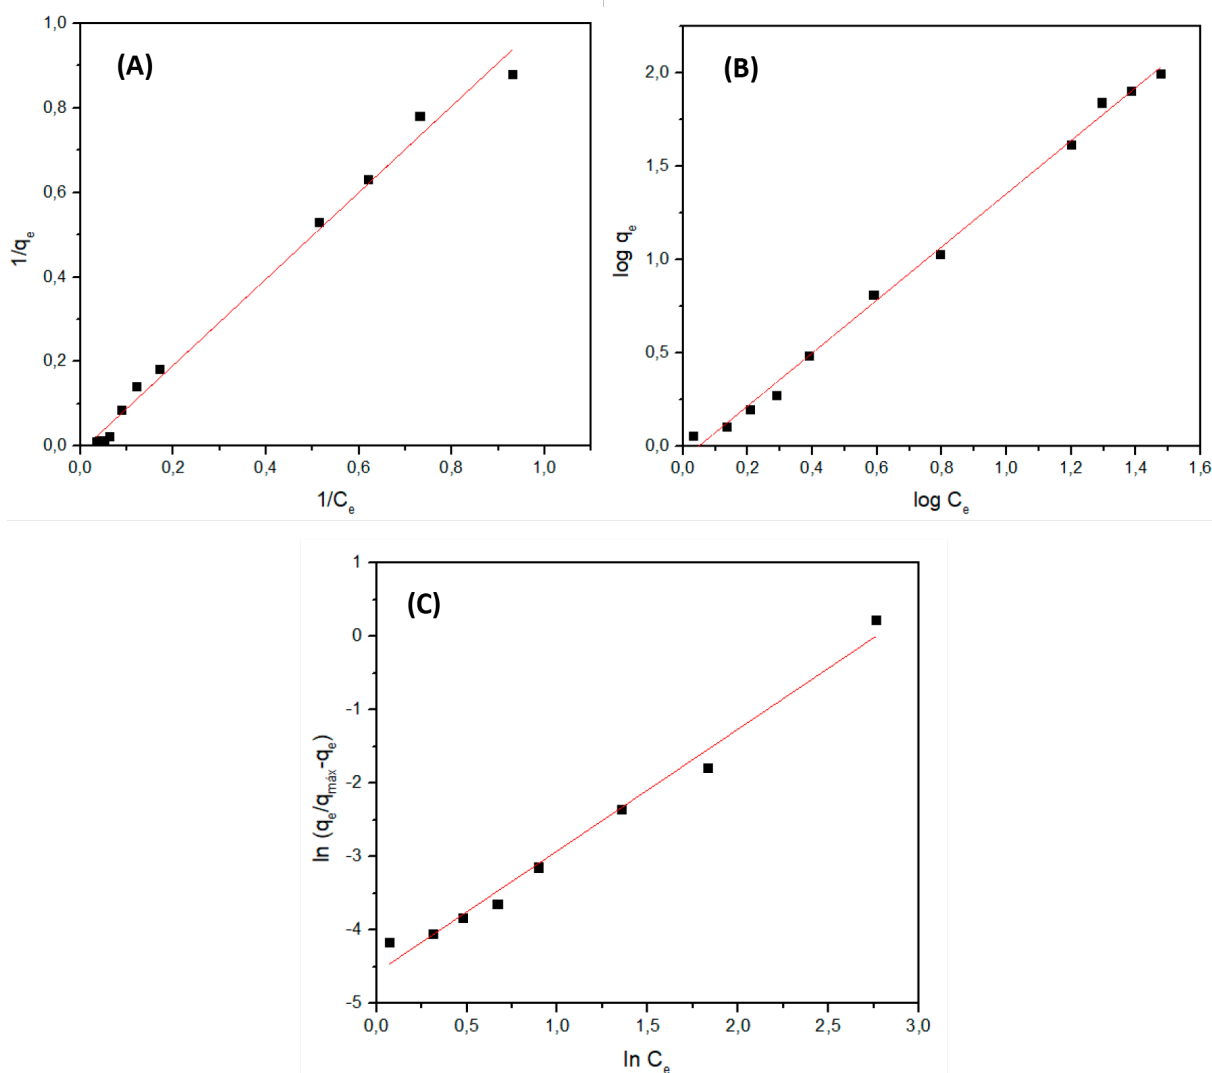 (A)
1,0
0,8
0,6
0,4
0,2
0,0
1/qe
0,0 0,2 0,4 0,6 0,8 1,0
1/Ce
(B)
2,0
1,5
1,0
0,5
0,0
log qe
0,0 0,2 0,4 0,6 0,8 1,0 1,2 1,4 1,6
log Ce
(C)
1
0
-1
-2
-3
-4
-5
ln (qe/qmáx-qe)
0,0 0,5 1,0 1,5 2,0 2,5 3,0
ln Ce